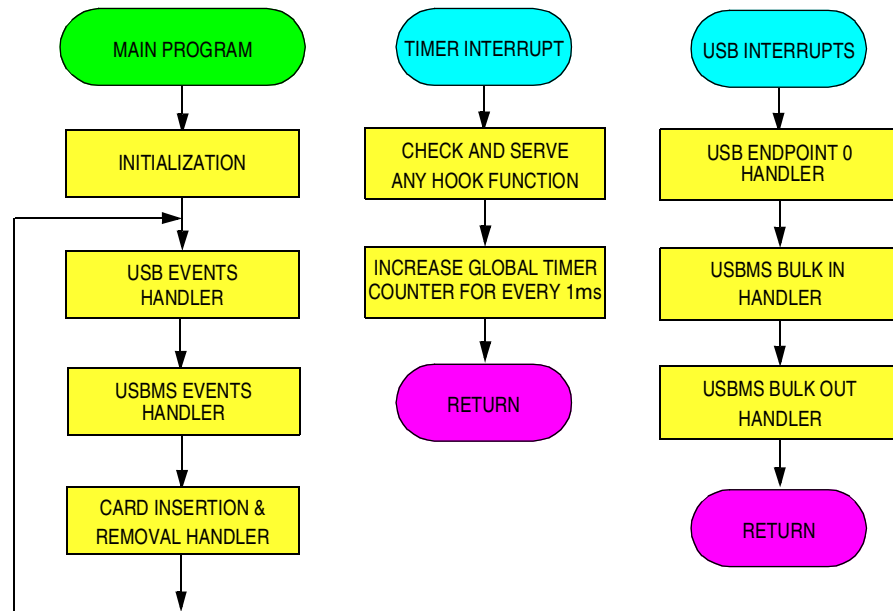 MAIN PROGRAM
INITIALIZATION
USB EVENTS
HANDLER
USBMS EVENTS
HANDLER
CARD INSERTION &
REMOVAL HANDLER
TIMER INTERRUPT
CHECK AND SERVE
ANY HOOK FUNCTION
INCREASE GLOBAL TIMER
COUNTER FOR EVERY 1ms
RETURN
USB INTERRUPTS
USB ENDPOINT 0
HANDLER
USBMS BULK IN
HANDLER
USBMS BULK OUT
HANDLER
RETURN